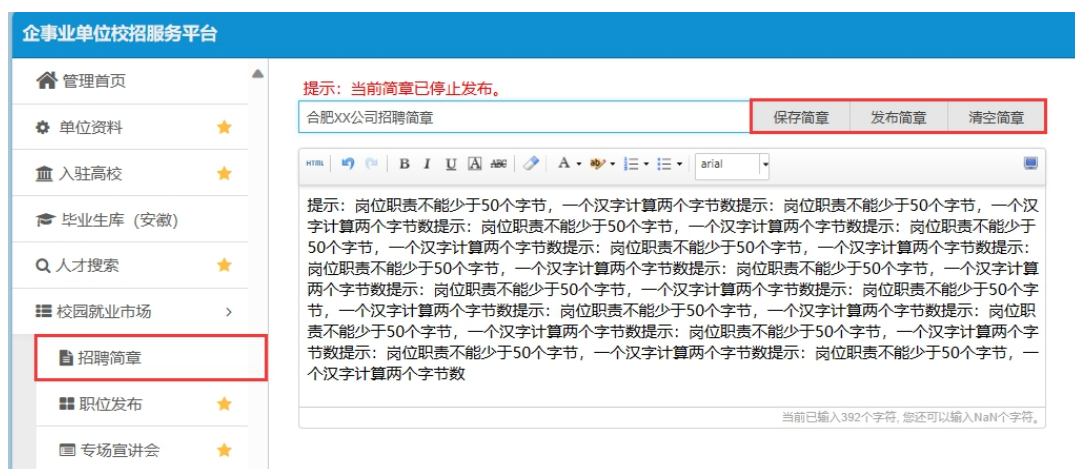 企事业单位校招服务平台
管理首页
单位资料
入驻高校
毕业生库（安徽）
人才搜索
校园就业市场
招聘简章
职位发布
专场宣讲会
提示：当前简章已停止发布。
合肥XX公司招聘简章
保存简章 发布简章 清空简章
HTML B I U A ABC A arial
提示：岗位职责不能少于50个字节，一个汉字计算两个字节数提示：岗位职责不能少于50个字节，一个汉
字计算两个字节数提示：岗位职责不能少于50个字节，一个汉字计算两个字节数提示：岗位职责不能少于
50个字节，一个汉字计算两个字节数提示：岗位职责不能少于50个字节，一个汉字计算两个字节数提示：
岗位职责不能少于50个字节，一个汉字计算两个字节数提示：岗位职责不能少于50个字节，一个汉字计算
两个字节数提示：岗位职责不能少于50个字节，一个汉字计算两个字节数提示：岗位职责不能少于50个字
节，一个汉字计算两个字节数提示：岗位职责不能少于50个字节，一个汉字计算两个字节数提示：岗位职
责不能少于50个字节，一个汉字计算两个字节数提示：岗位职责不能少于50个字节，一个汉字计算两个字
节数提示：岗位职责不能少于50个字节，一个汉字计算两个字节数提示：岗位职责不能少于50个字节，一
个汉字计算两个字节数
当前已输入392个字符, 您还可以输入NaN个字符。